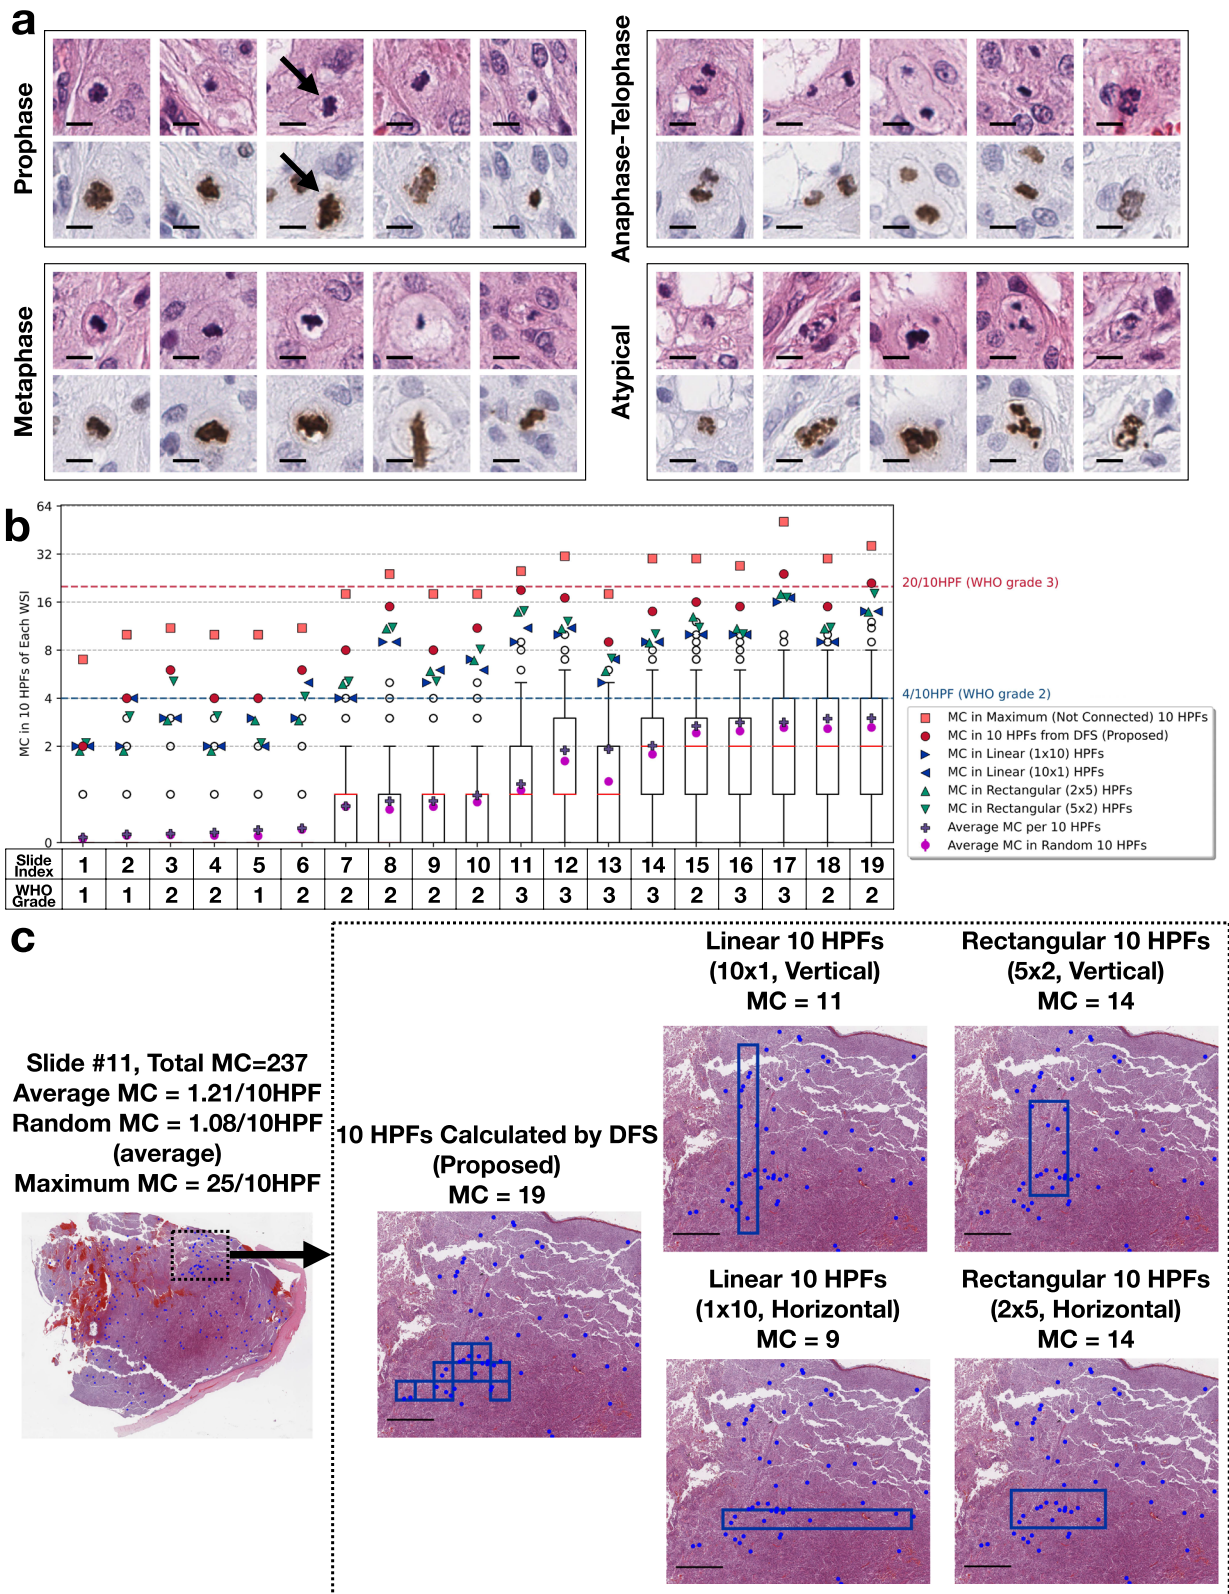 a
Prophase
Anaphase-Telophase
Metaphase
Atypical
b
MC in 10 HPFs of Each WSI
64
32
16
8
4
2
0
20/10HPF (WHO grade 3)
4/10HPF (WHO grade 2)
MC in Maximum (Not Connected) 10 HPFs
MC in 10 HPFs from DFS (Proposed)
MC in Linear (1x10) HPFs
MC in Linear (10x1) HPFs
MC in Rectangular (2x5) HPFs
MC in Rectangular (5x2) HPFs
Average MC per 10 HPFs
Average MC in Random 10 HPFs
Slide Index 1 2 3 4 5 6 7 8 9 10 11 12 13 14 15 16 17 18 19
WHO Grade 1 1 2 2 1 2 2 2 2 2 3 3 3 3 2 3 3 2 2
c
Slide #11, Total MC=237
Average MC = 1.21/10HPF
Random MC = 1.08/10HPF
(average)
Maximum MC = 25/10HPF
10 HPFs Calculated by DFS
(Proposed)
MC = 19
Linear 10 HPFs
(10x1, Vertical)
MC = 11
Rectangular 10 HPFs
(5x2, Vertical)
MC = 14
Linear 10 HPFs
(1x10, Horizontal)
MC = 9
Rectangular 10 HPFs
(2x5, Horizontal)
MC = 14